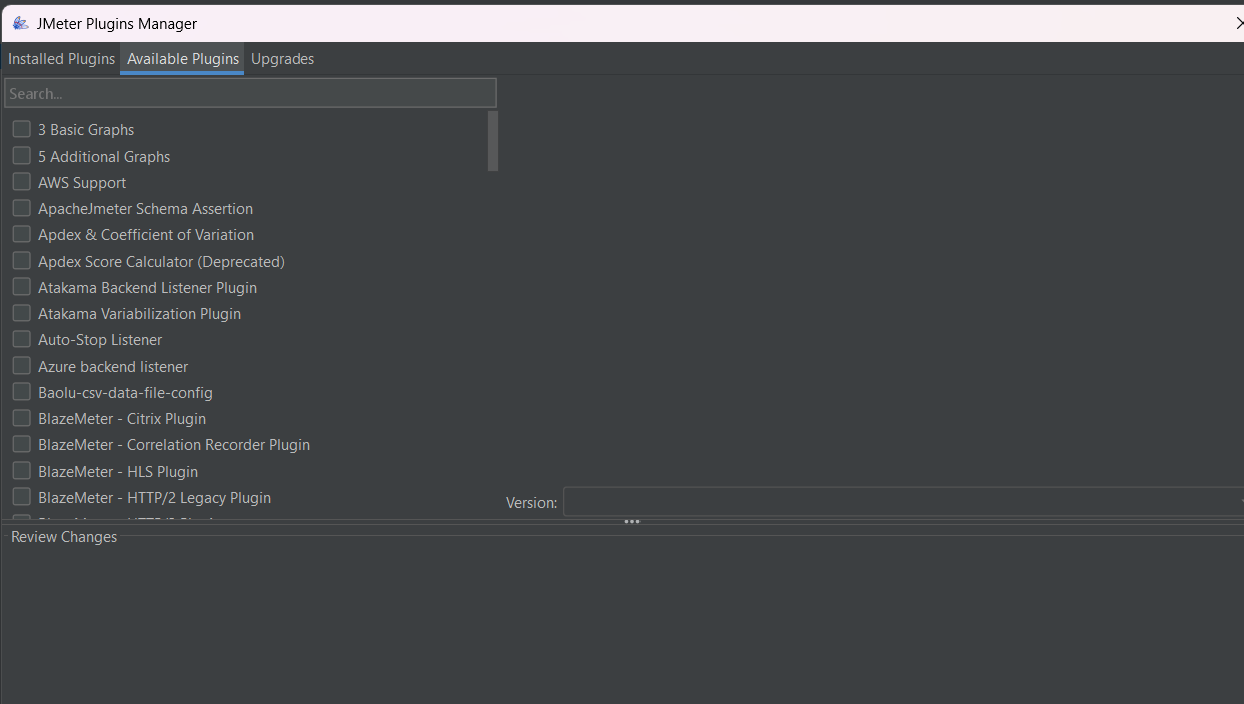 JMeter Plugins Manager
Installed Plugins Available Plugins Upgrades
Search...
3 Basic Graphs
5 Additional Graphs
AWS Support
ApacheJmeter Schema Assertion
Apdex & Coefficient of Variation
Apdex Score Calculator (Deprecated)
Atakama Backend Listener Plugin
Atakama Variabilization Plugin
Auto-Stop Listener
Azure backend listener
Baolu-csv-data-file-config
BlazeMeter - Citrix Plugin
BlazeMeter - Correlation Recorder Plugin
BlazeMeter - HLS Plugin
BlazeMeter - HTTP/2 Legacy Plugin
Version:
Review Changes